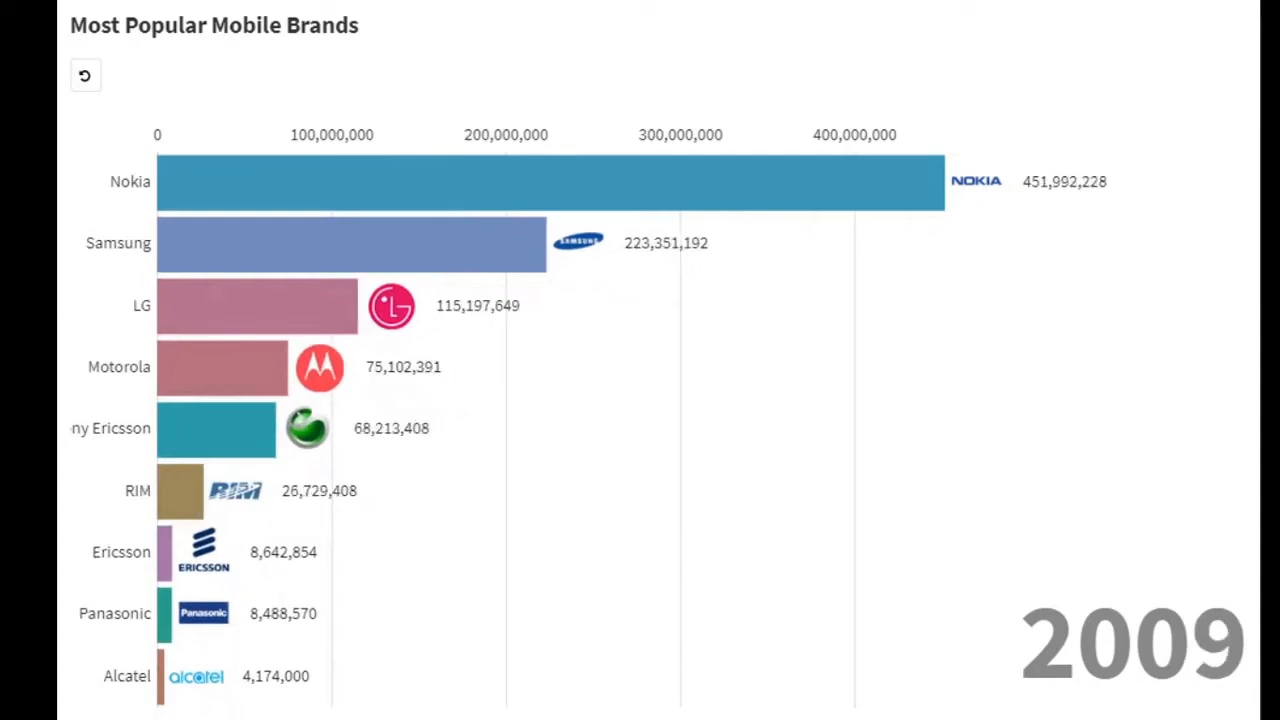 Most Popular Mobile Brands
0 100,000,000 200,000,000 300,000,000 400,000,000
Nokia NOKIA 451,992,228
Samsung SAMSUNG 223,351,192
LG LG 115,197,649
Motorola 75,102,391
ny Ericsson 68,213,408
RIM RIM 26,729,408
Ericsson ERICSSON 8,642,854
Panasonic Panasonic 8,488,570
Alcatel alcatel 4,174,000
2009